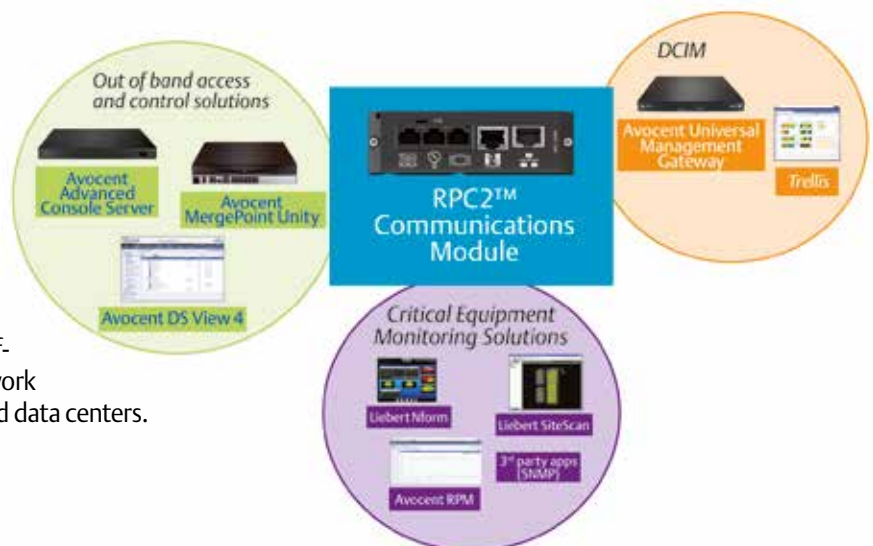 Out of band access
and control solutions
Avocent
Advanced
Console Server
Avocent
MergePoint Unity
Avocent DS View 4
RPC2™
Communications
Module
DCIM
Avocent Universal
Management
Gateway
Trellis
Critical Equipment
Monitoring Solutions
Liebert Nform
Liebert SiteScan
Avocent RPM
3rd party apps
(SNMP)
d data centers.